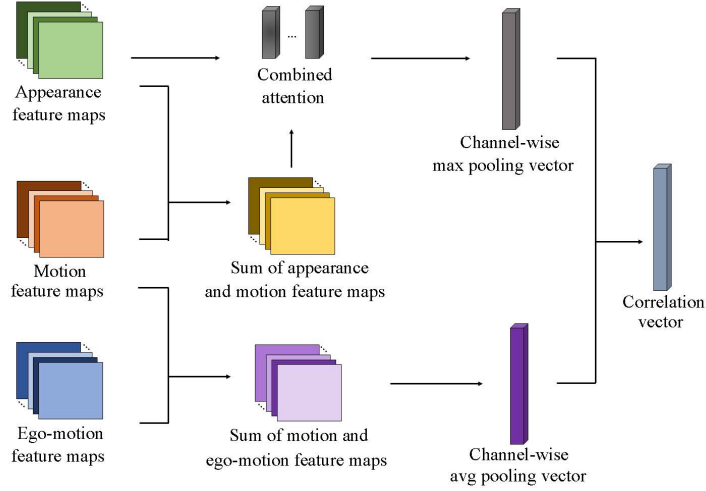 ...
Combined
attention
Appearance
feature maps
Channel-wise
max pooling vector
Motion
feature maps
Sum of appearance
and motion feature maps
Correlation
vector
Ego-motion
feature maps
Sum of motion and
ego-motion feature maps
Channel-wise
avg pooling vector